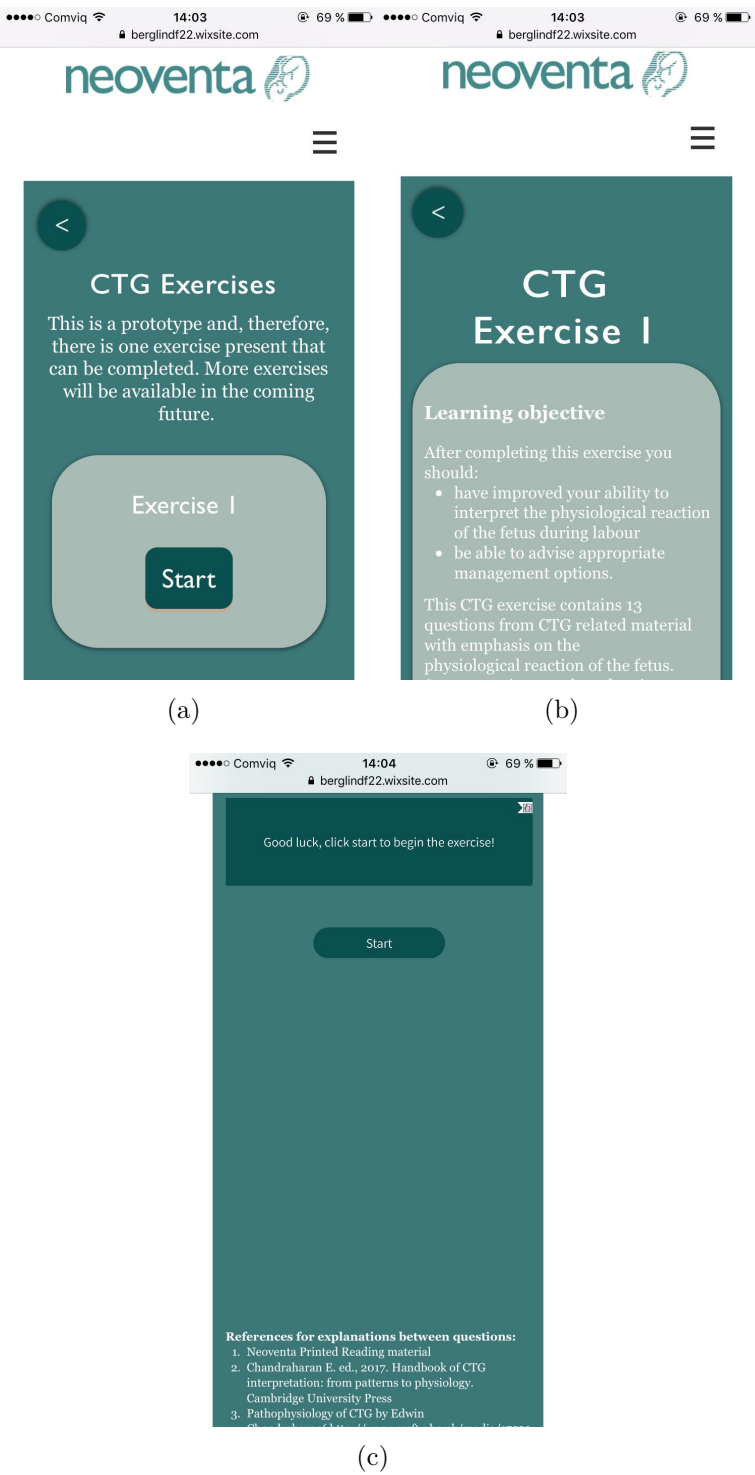 Comviq 14:03 69 %
berglindf22.wixsite.com
neoventa
<
CTG Exercises
This is a prototype and, therefore,
there is one exercise present that
can be completed. More exercises
will be available in the coming
future.
Exercise 1
Start
(a)
Comviq 14:03 69 %
berglindf22.wixsite.com
neoventa
<
CTG
Exercise 1
Learning objective
After completing this exercise you
should:
• have improved your ability to
interpret the physiological reaction
of the fetus during labour
• be able to advise appropriate
management options.
This CTG exercise contains 13
questions from CTG related material
with emphasis on the
physiological reaction of the fetus.
(b)
Comviq 14:04 69 %
berglindf22.wixsite.com
Good luck, click start to begin the exercise!
Start
References for explanations between questions:
1. Neoventa Printed Reading material
2. Chandraharan E. ed., 2017. Handbook of CTG
interpretation: from patterns to physiology.
Cambridge University Press
3. Pathophysiology of CTG by Edwin
(c)